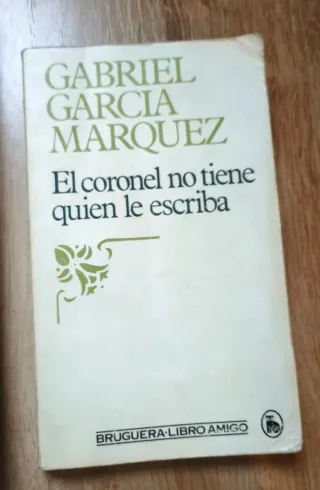 GABRIEL
GARCIA
MARQUEZ
El coronel no tiene
quien le escriba
BRUGUERA-LIBRO AMIGO